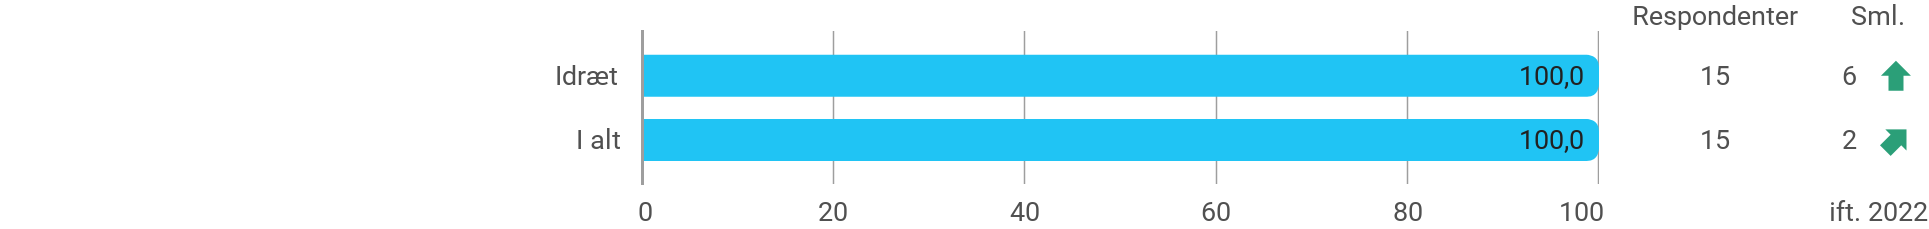 Respondenter Sml.
Idræt 100,0 15 6
I alt 100,0 15 2
0 20 40 60 80 100 ift. 2022